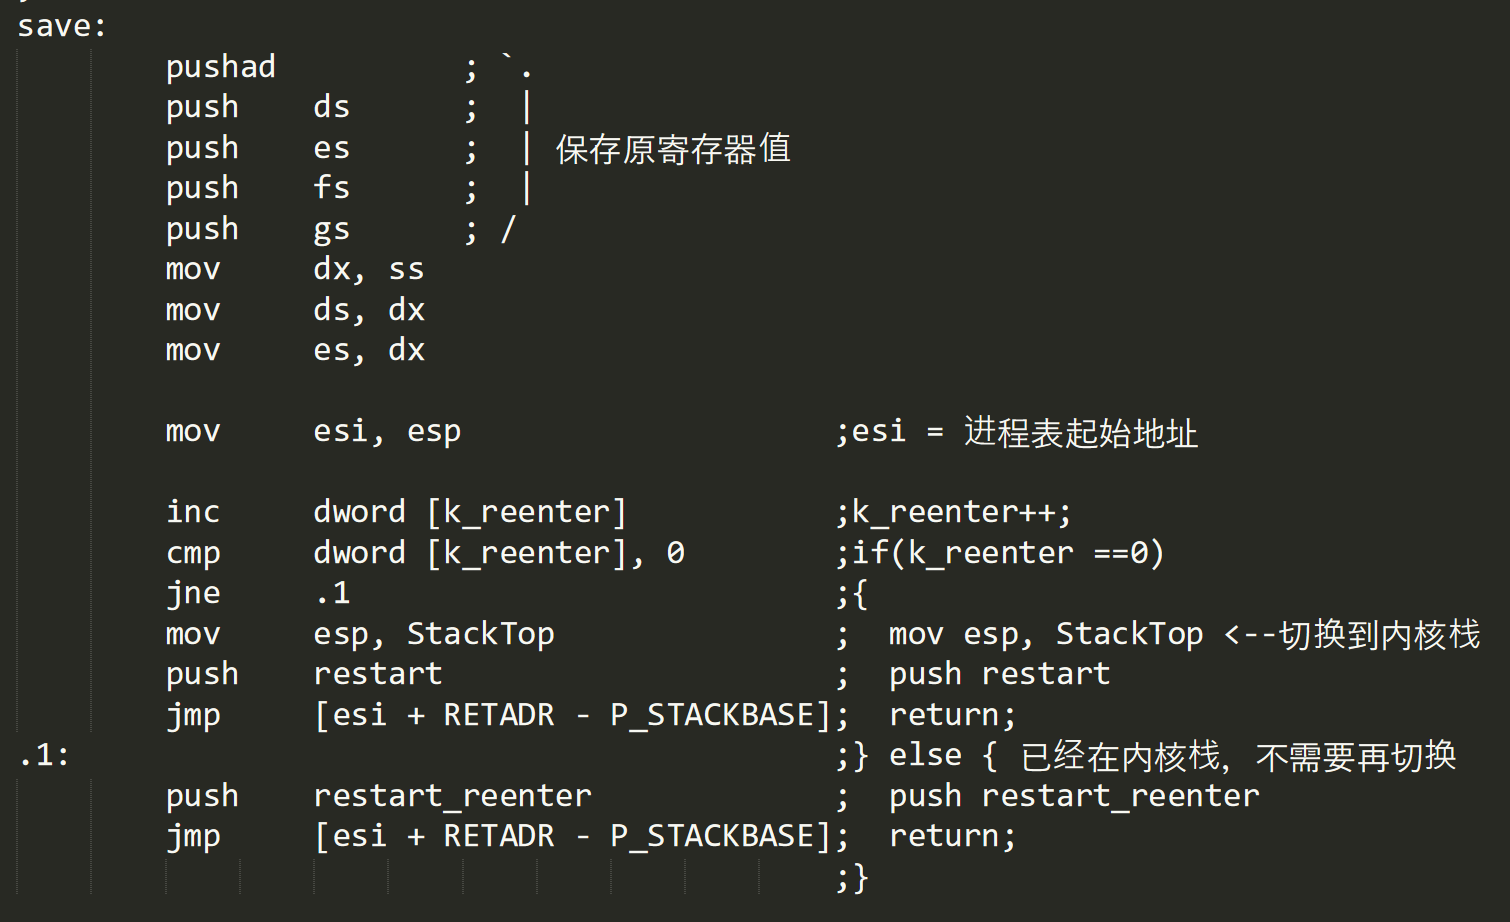 save:
pushad ; `.
push ds ; |
push es ; | 保存原寄存器值
push fs ; |
push gs ; /
mov dx, ss
mov ds, dx
mov es, dx
mov esi, esp ;esi = 进程表起始地址
inc dword [k_reenter] ;k_reenter++;
cmp dword [k_reenter], 0 ;if(k_reenter ==0)
jne .1 ;{
mov esp, StackTop ; mov esp, StackTop <--切换到内核栈
push restart ; push restart
jmp [esi + RETADR - P_STACKBASE]; return;
.1: ;} else { 已经在内核栈，不需要再切换
push restart_reenter ; push restart_reenter
jmp [esi + RETADR - P_STACKBASE]; return;
;}